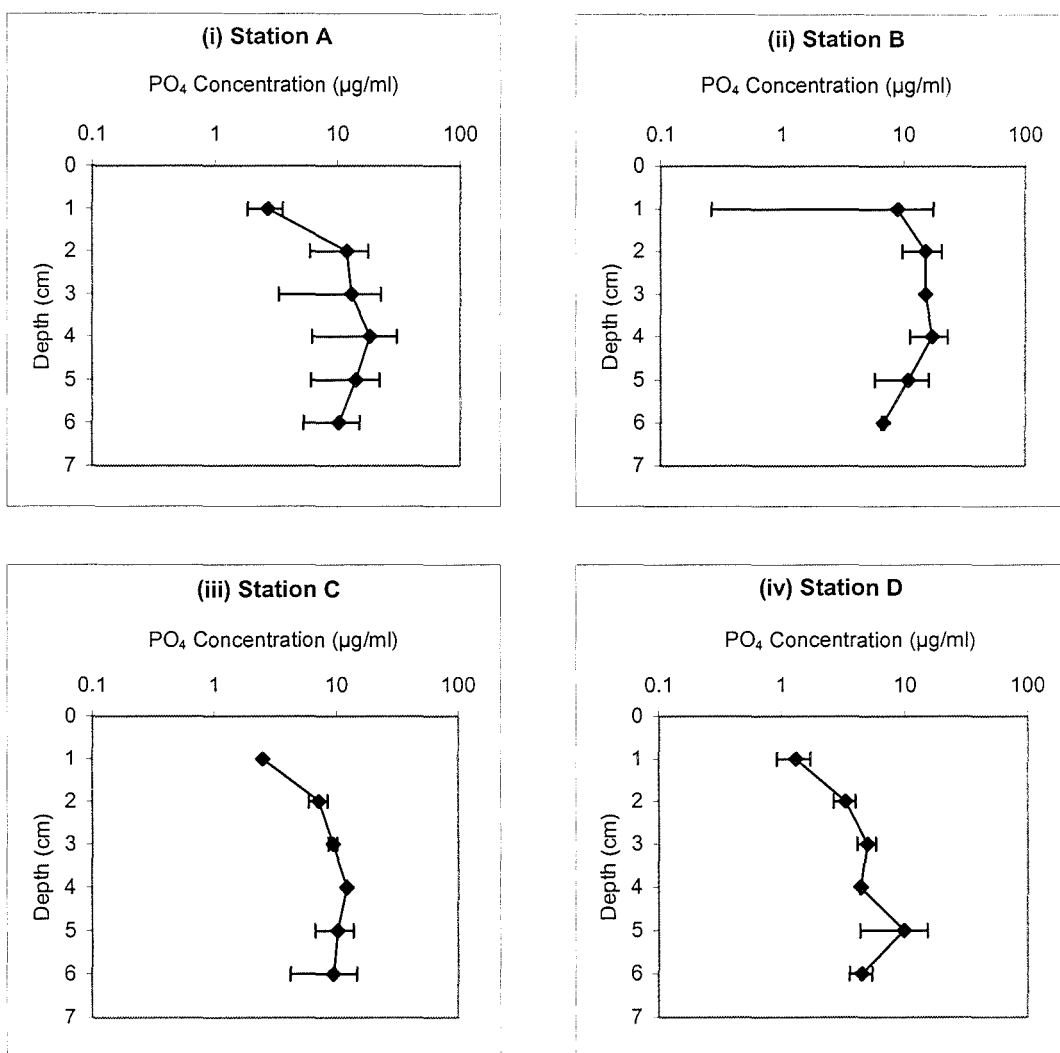 (i) Station A
PO₄ Concentration (µg/ml)
0.1 1 10 100
0
1
2
3
4
5
6
7
Depth (cm)
(ii) Station B
PO₄ Concentration (µg/ml)
0.1 1 10 100
0
1
2
3
4
5
6
7
Depth (cm)
(iii) Station C
PO₄ Concentration (µg/ml)
0.1 1 10 100
0
1
2
3
4
5
6
7
Depth (cm)
(iv) Station D
PO₄ Concentration (µg/ml)
0.1 1 10 100
0
1
2
3
4
5
6
7
Depth (cm)